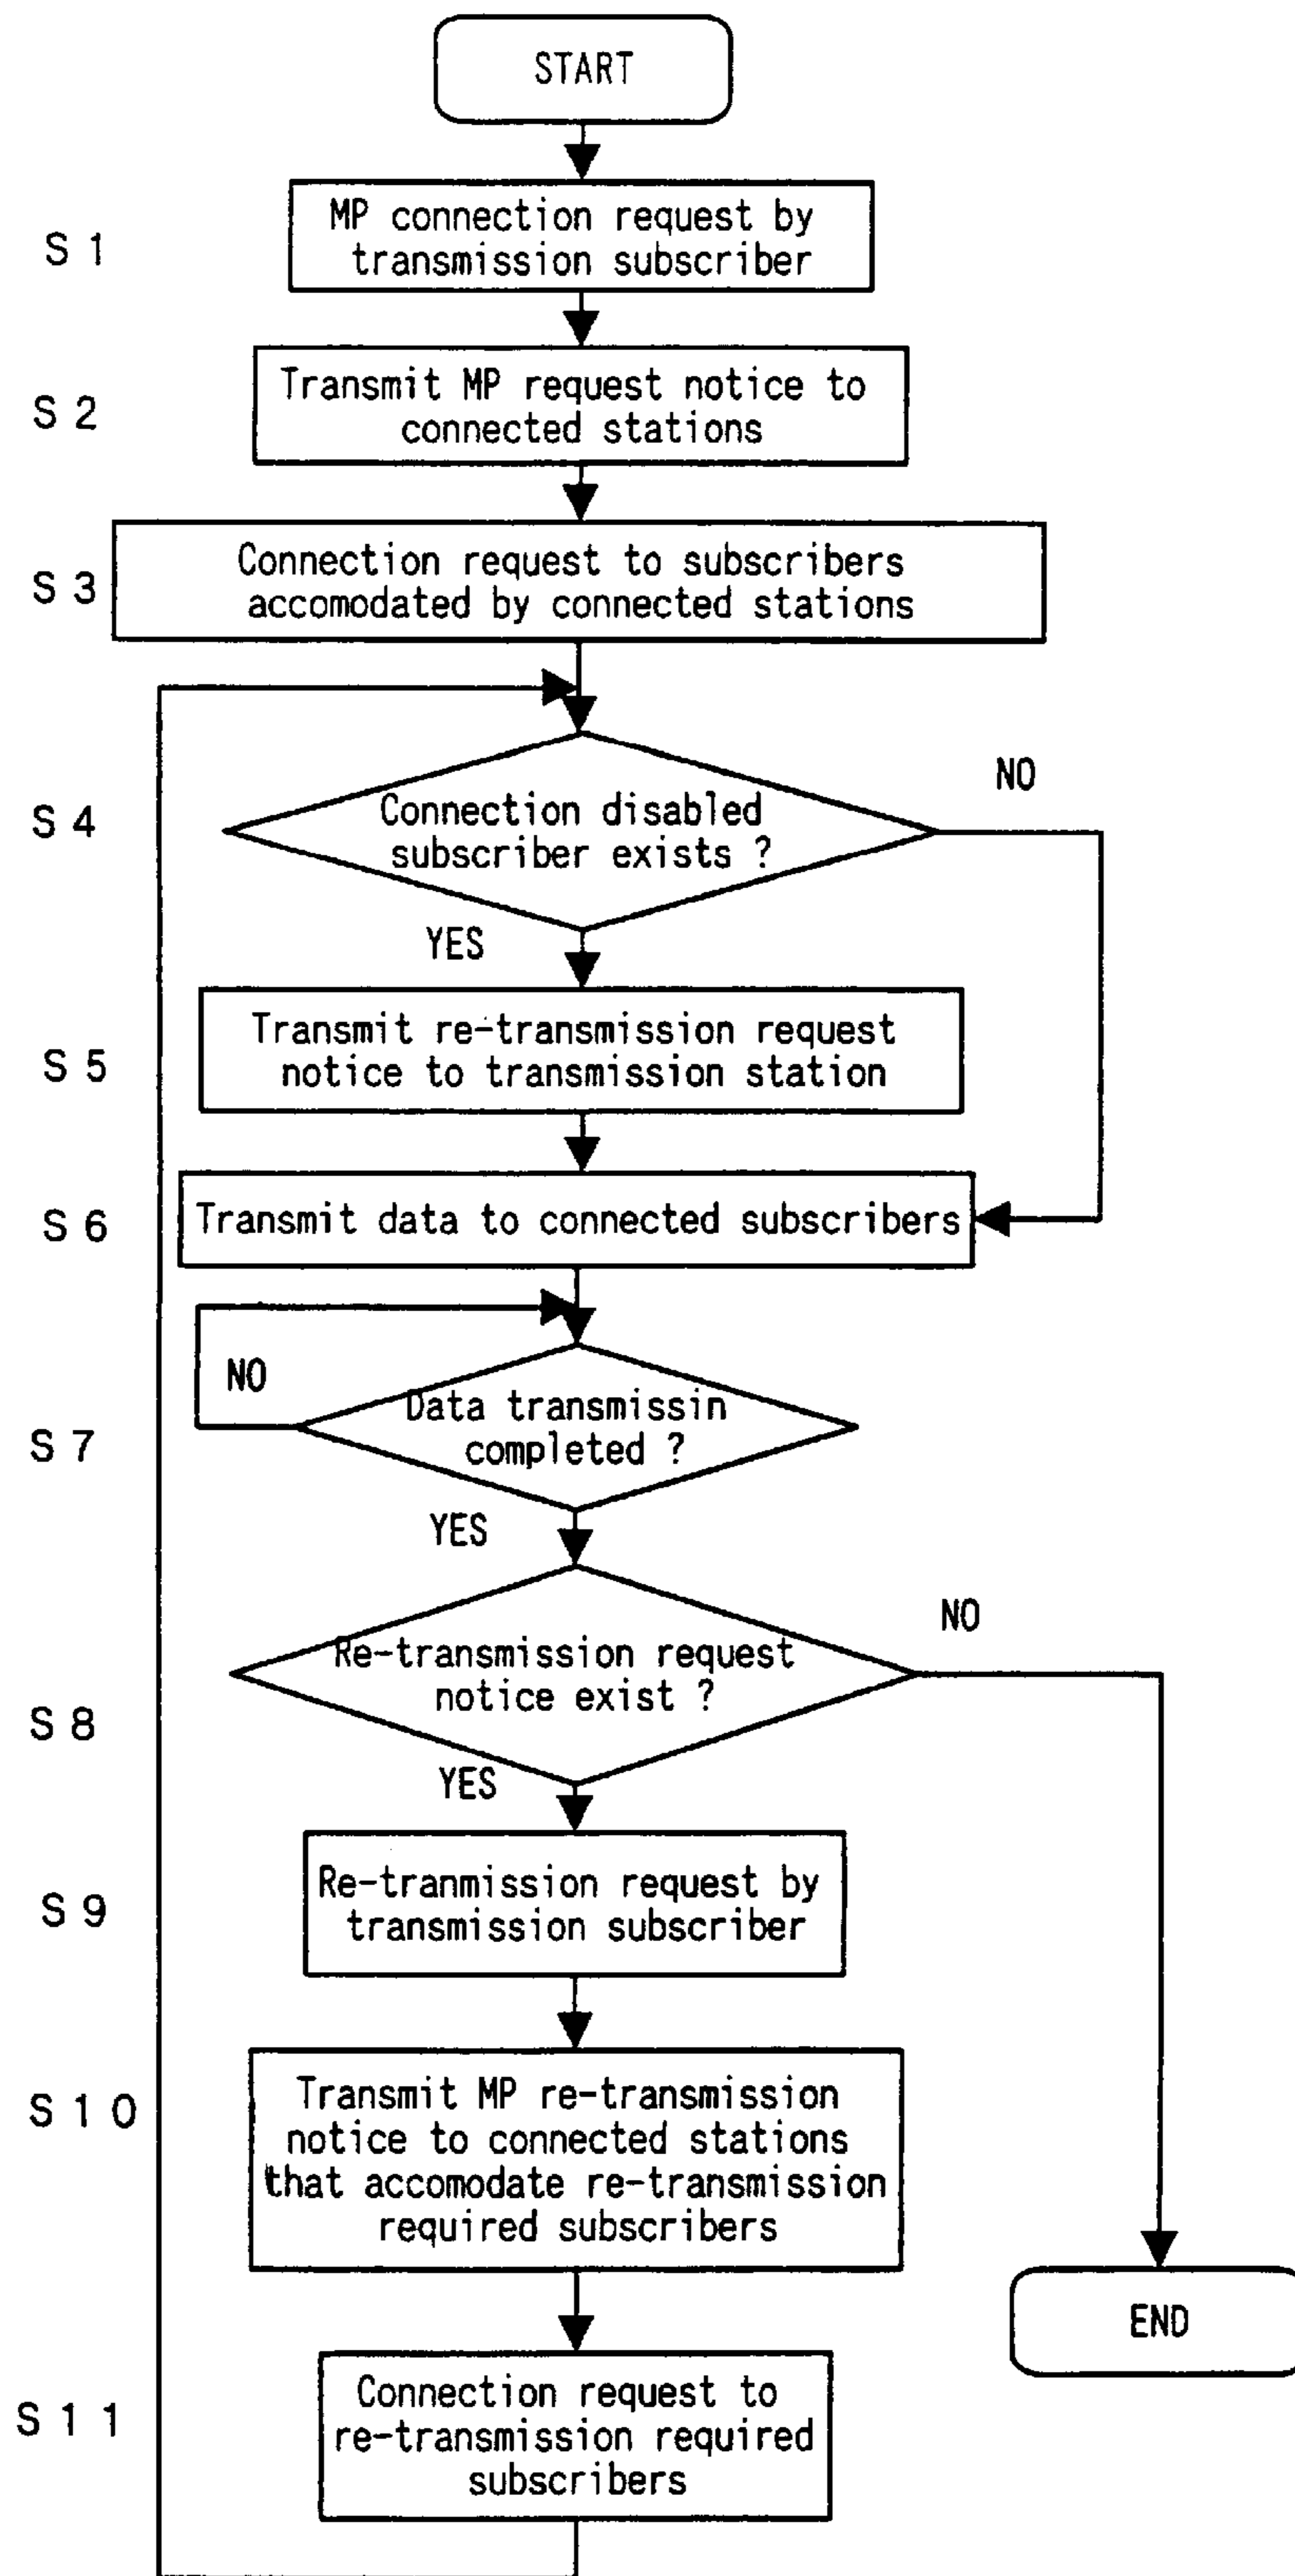 START
S 1
MP connection request by
transmission subscriber
S 2
Transmit MP request notice to
connected stations
S 3
Connection request to subscribers
accomodated by connected stations
S 4
Connection disabled
subscriber exists ?
NO
YES
S 5
Transmit re-transmission request
notice to transmission station
S 6
Transmit data to connected subscribers
NO
S 7
Data transmissin
completed ?
YES
S 8
Re-transmission request
notice exist ?
NO
YES
S 9
Re-tranmission request by
transmission subscriber
S 1 0
Transmit MP re-transmission
notice to connected stations
that accomodate re-transmission
required subscribers
END
S 1 1
Connection request to
re-transmission required
subscribers